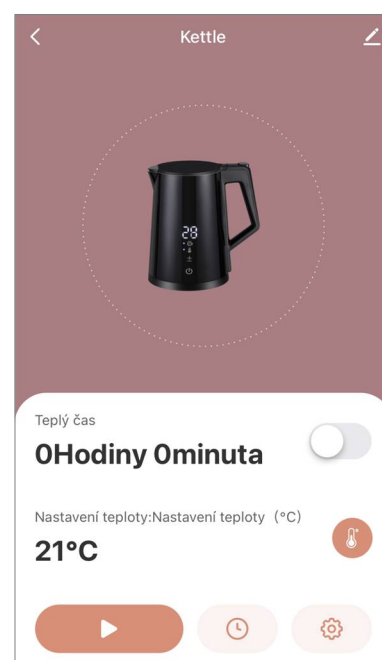 Kettle
28
Teplý čas
0Hodiny 0minuta
Nastavení teploty:Nastavení teploty（°C）
21°C